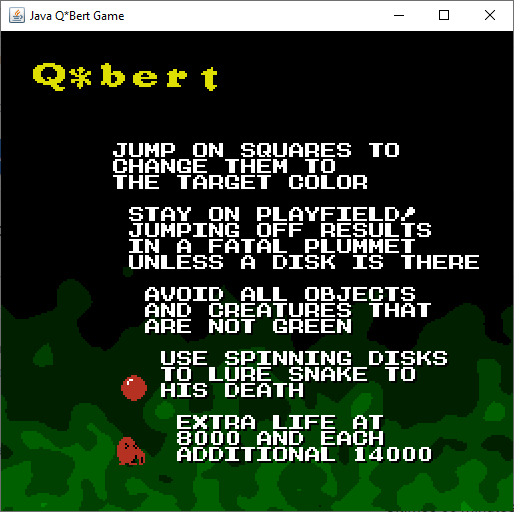 Java Q*Bert Game
Q*bert
JUMP ON SQUARES TO
CHANGE THEM TO
THE TARGET COLOR
STAY ON PLAYFIELD!
JUMPING OFF RESULTS
IN A FATAL PLUMMET
UNLESS A DISK IS THERE
AVOID ALL OBJECTS
AND CREATURES THAT
ARE NOT GREEN
USE SPINNING DISKS
TO LURE SNAKE TO
HIS DEATH
EXTRA LIFE AT
8000 AND EACH
ADDITIONAL 14000